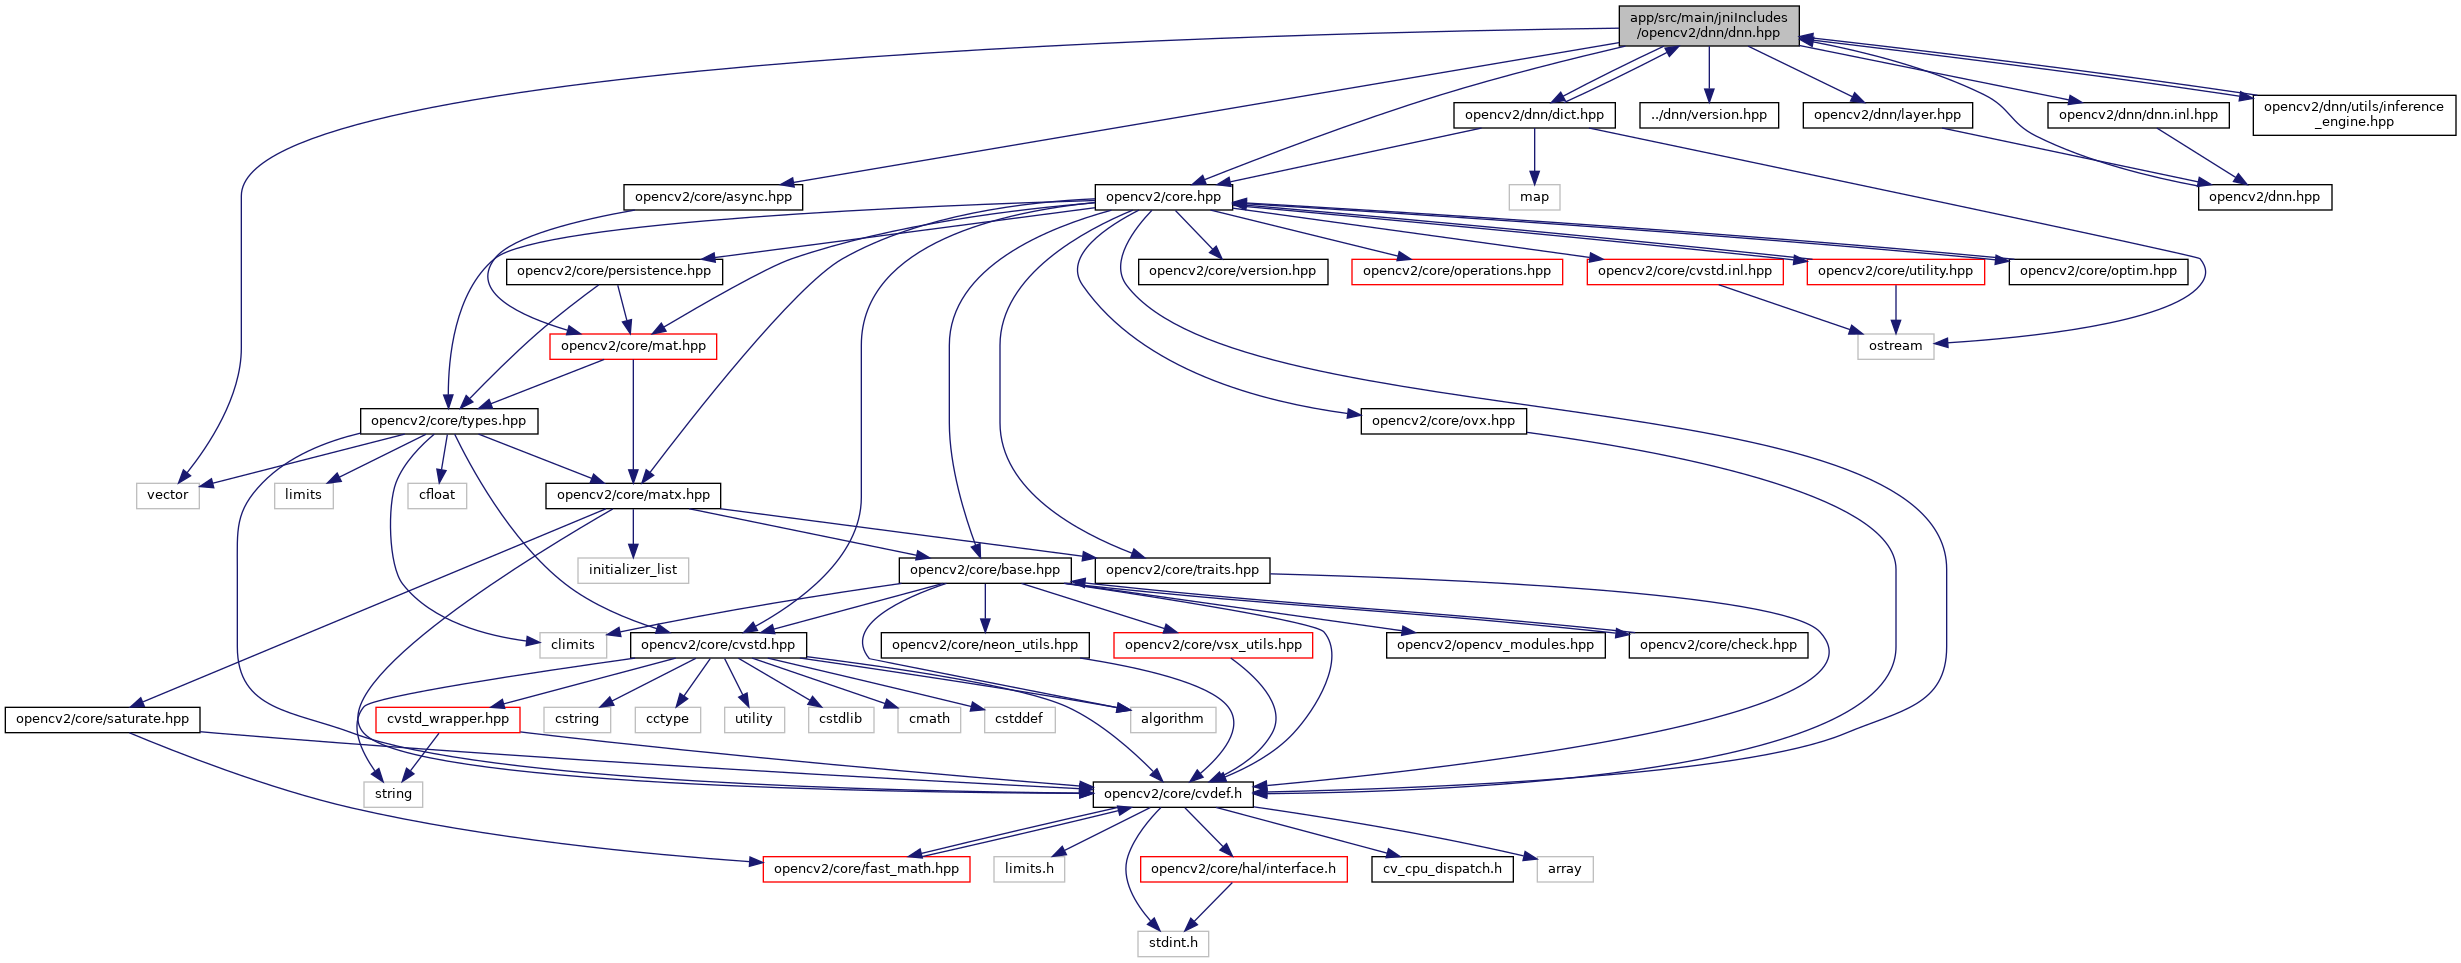 app/src/main/jniIncludes
/opencv2/dnn/dnn.hpp
opencv2/dnn/dict.hpp
../dnn/version.hpp
opencv2/dnn/layer.hpp
opencv2/dnn/dnn.inl.hpp
opencv2/dnn/utils/inference
_engine.hpp
opencv2/core/async.hpp
opencv2/core.hpp
map
opencv2/dnn.hpp
opencv2/core/persistence.hpp
opencv2/core/version.hpp
opencv2/core/operations.hpp
opencv2/core/cvstd.inl.hpp
opencv2/core/utility.hpp
opencv2/core/optim.hpp
opencv2/core/mat.hpp
ostream
opencv2/core/types.hpp
opencv2/core/ovx.hpp
vector
limits
cfloat
opencv2/core/matx.hpp
initializer_list
opencv2/core/base.hpp
opencv2/core/traits.hpp
climits
opencv2/core/cvstd.hpp
opencv2/core/neon_utils.hpp
opencv2/core/vsx_utils.hpp
opencv2/opencv_modules.hpp
opencv2/core/check.hpp
opencv2/core/saturate.hpp
cvstd_wrapper.hpp
cstring
cctype
utility
cstdlib
cmath
cstddef
algorithm
string
opencv2/core/cvdef.h
opencv2/core/fast_math.hpp
limits.h
opencv2/core/hal/interface.h
cv_cpu_dispatch.h
array
stdint.h